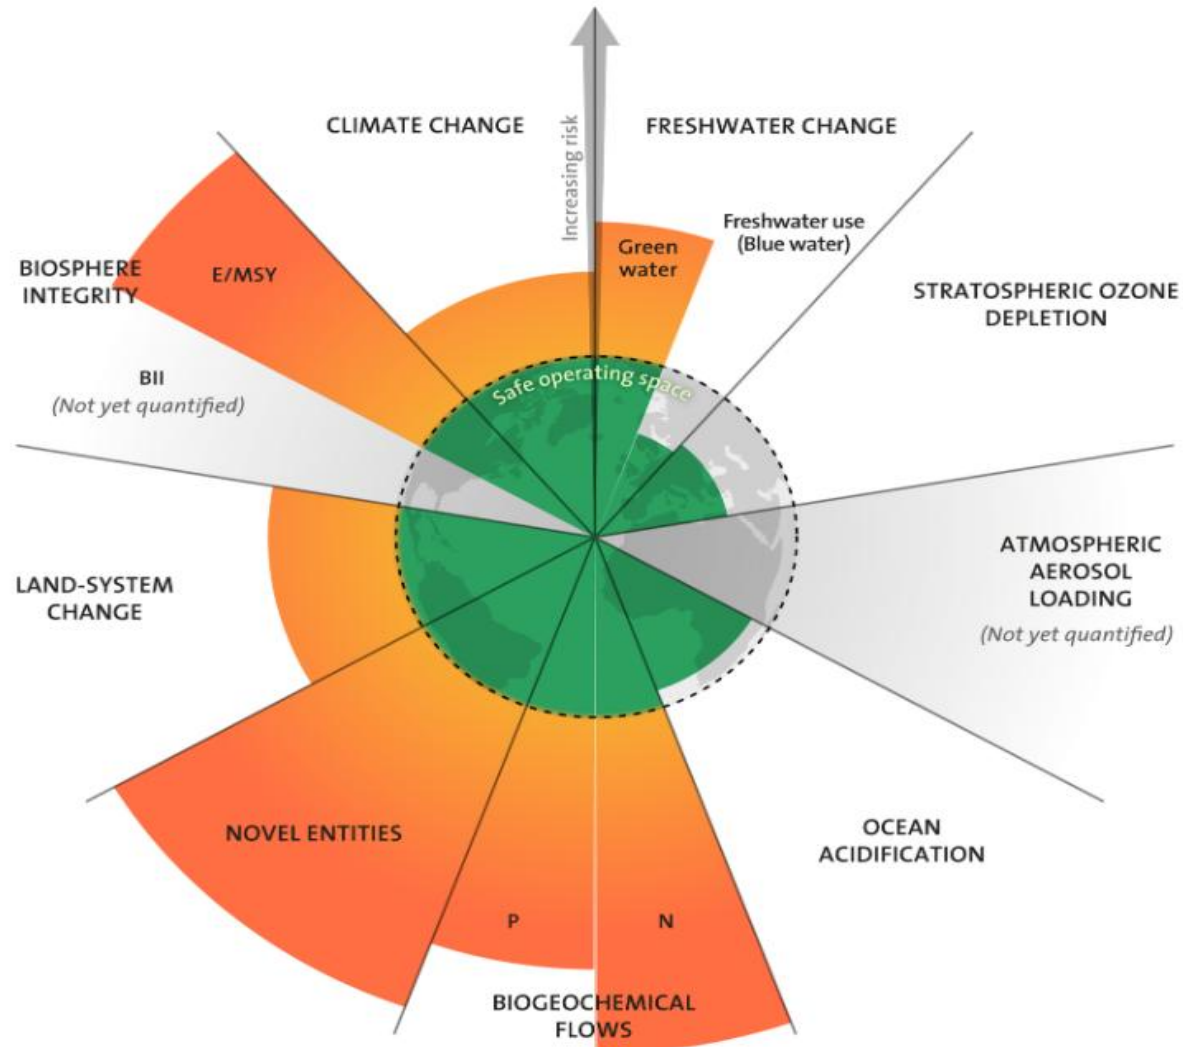 CLIMATE CHANGE
Increasing risk
FRESHWATER CHANGE
Green
water
Freshwater use
(Blue water)
STRATOSPHERIC OZONE
DEPLETION
BIOSPHERE
INTEGRITY
E/MSY
BII
(Not yet quantified)
Safe operating space
ATMOSPHERIC
AEROSOL
LOADING
(Not yet quantified)
LAND-SYSTEM
CHANGE
NOVEL ENTITIES
OCEAN
ACIDIFICATION
P
N
BIOGEOCHEMICAL
FLOWS